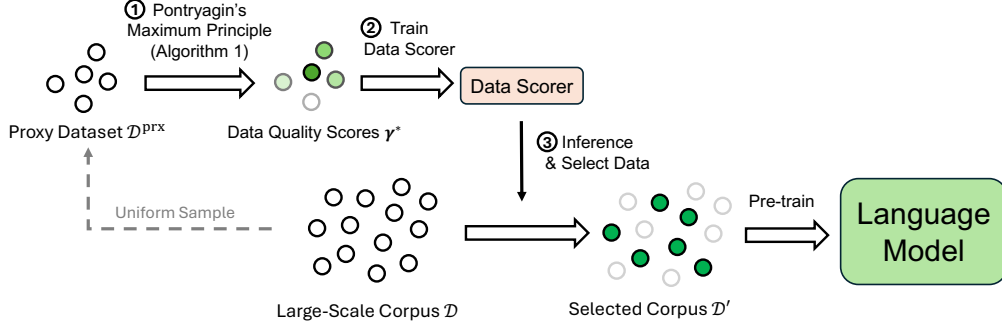 ① Pontryagin's
Maximum Principle
(Algorithm 1)
② Train
Data Scorer
Data Scorer
Proxy Dataset 𝒟ᵖʳˣ
Data Quality Scores γ*
③ Inference
& Select Data
Uniform Sample
Pre-train
Language
Model
Large-Scale Corpus 𝒟
Selected Corpus 𝒟′